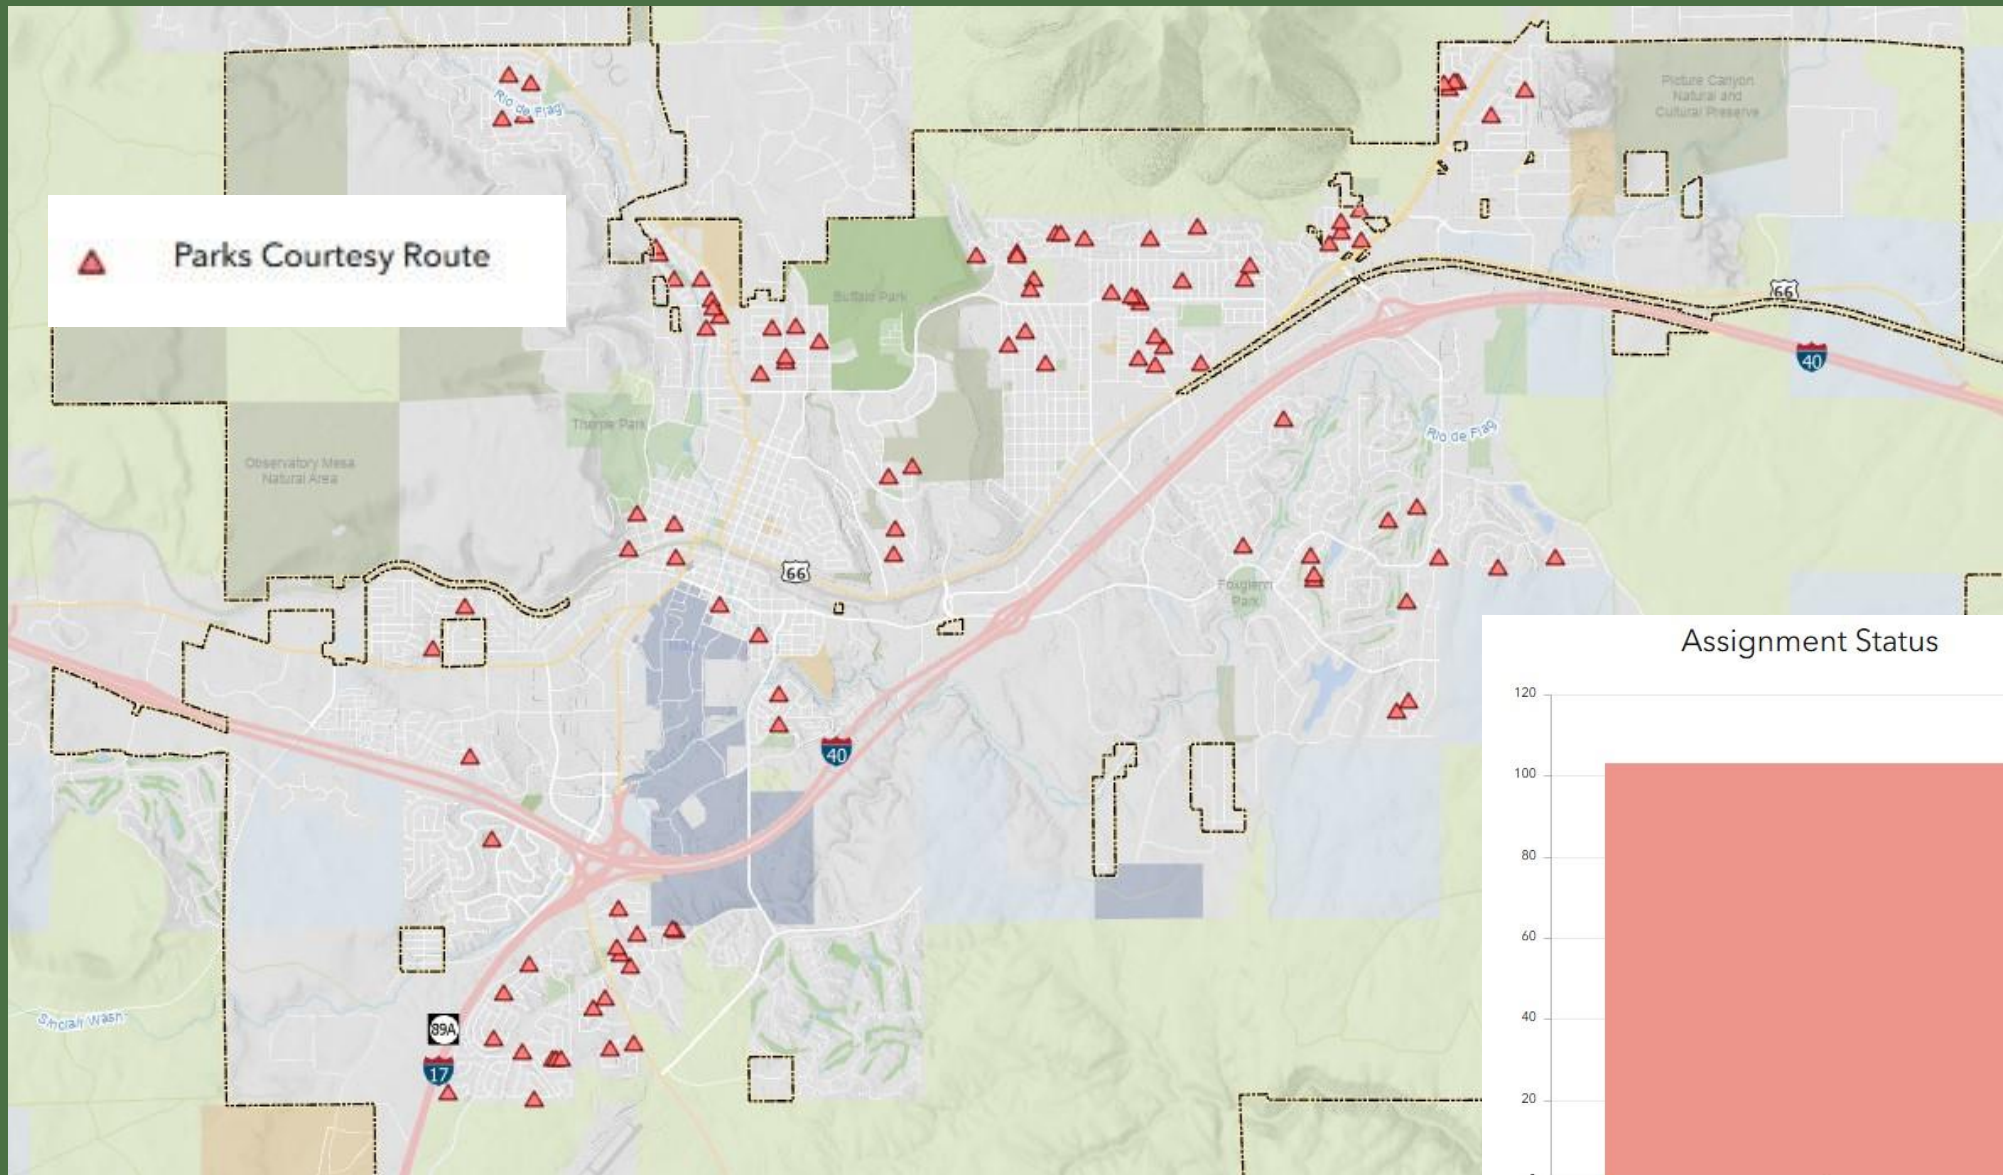 Rio de Flag
Picture Canyon
Natural and
Cultural Preserve
Parks Courtesy Route
Buffalo Park
66
40
Thorpe Park
Rio de Flag
Observatory Mesa
Natural Area
66
Foxglenn
Park
40
Sinclair Wash
89A
17
Assignment Status
120
100
80
60
40
20